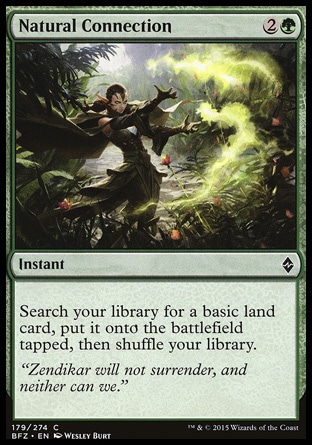 Natural Connection 2
Instant
Search your library for a basic land
card, put it onto the battlefield
tapped, then shuffle your library.
“Zendikar will not surrender, and
neither can we.”
179/274 C
BFZ • EN Wesley Burt
™ & © 2015 Wizards of the Coast